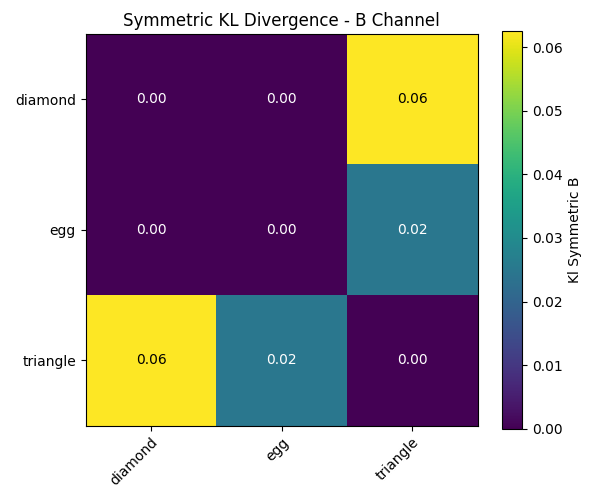 Symmetric KL Divergence - B Channel
diamond 0.00 0.00 0.06
egg 0.00 0.00 0.02
triangle 0.06 0.02 0.00
diamond egg triangle
0.06
0.05
0.04
0.03
0.02
0.01
0.00
Kl Symmetric B